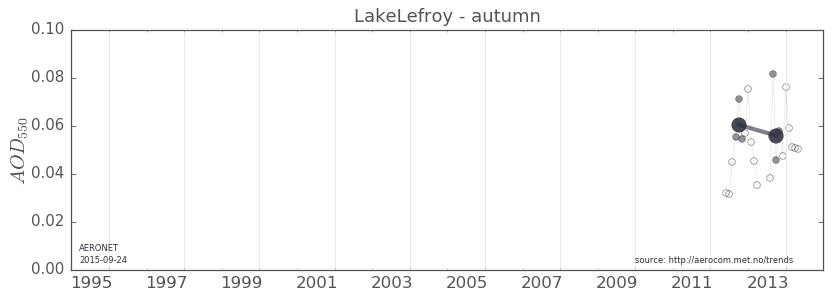 LakeLefroy - autumn
0.10
0.08
0.06
0.04
0.02
0.00
AOD550
AERONET
2015-09-24
source: http://aerocom.met.no/trends
1995 1997 1999 2001 2003 2005 2007 2009 2011 2013